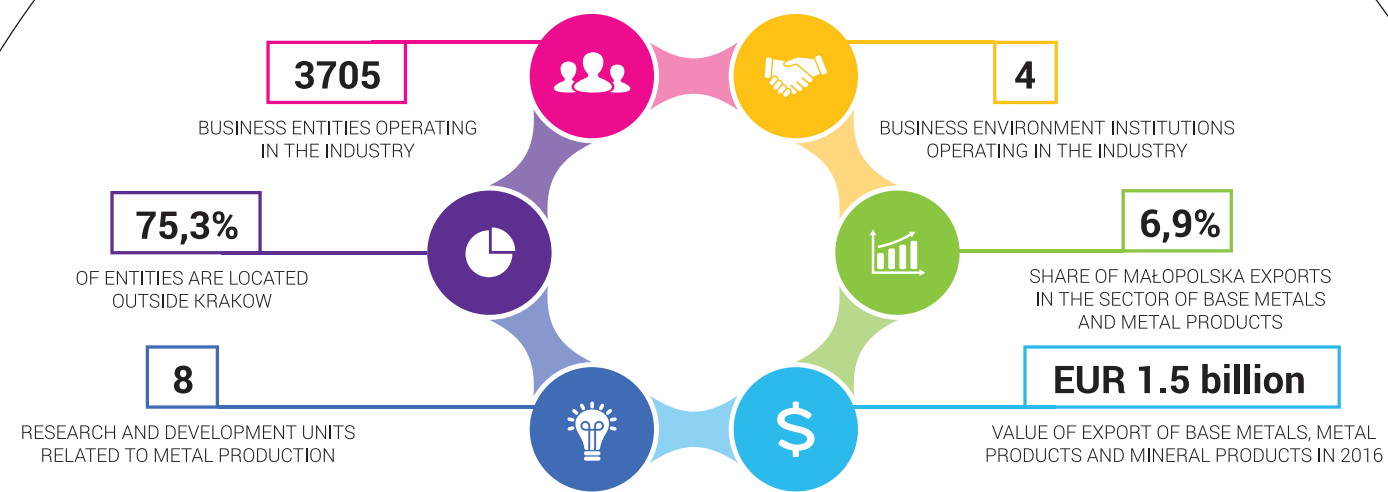 3705
BUSINESS ENTITIES OPERATING
IN THE INDUSTRY
75,3%
OF ENTITIES ARE LOCATED
OUTSIDE KRAKOW
8
RESEARCH AND DEVELOPMENT UNITS
RELATED TO METAL PRODUCTION
4
BUSINESS ENVIRONMENT INSTITUTIONS
OPERATING IN THE INDUSTRY
6,9%
SHARE OF MAŁOPOLSKA EXPORTS
IN THE SECTOR OF BASE METALS
AND METAL PRODUCTS
EUR 1.5 billion
VALUE OF EXPORT OF BASE METALS, METAL
PRODUCTS AND MINERAL PRODUCTS IN 2016
$